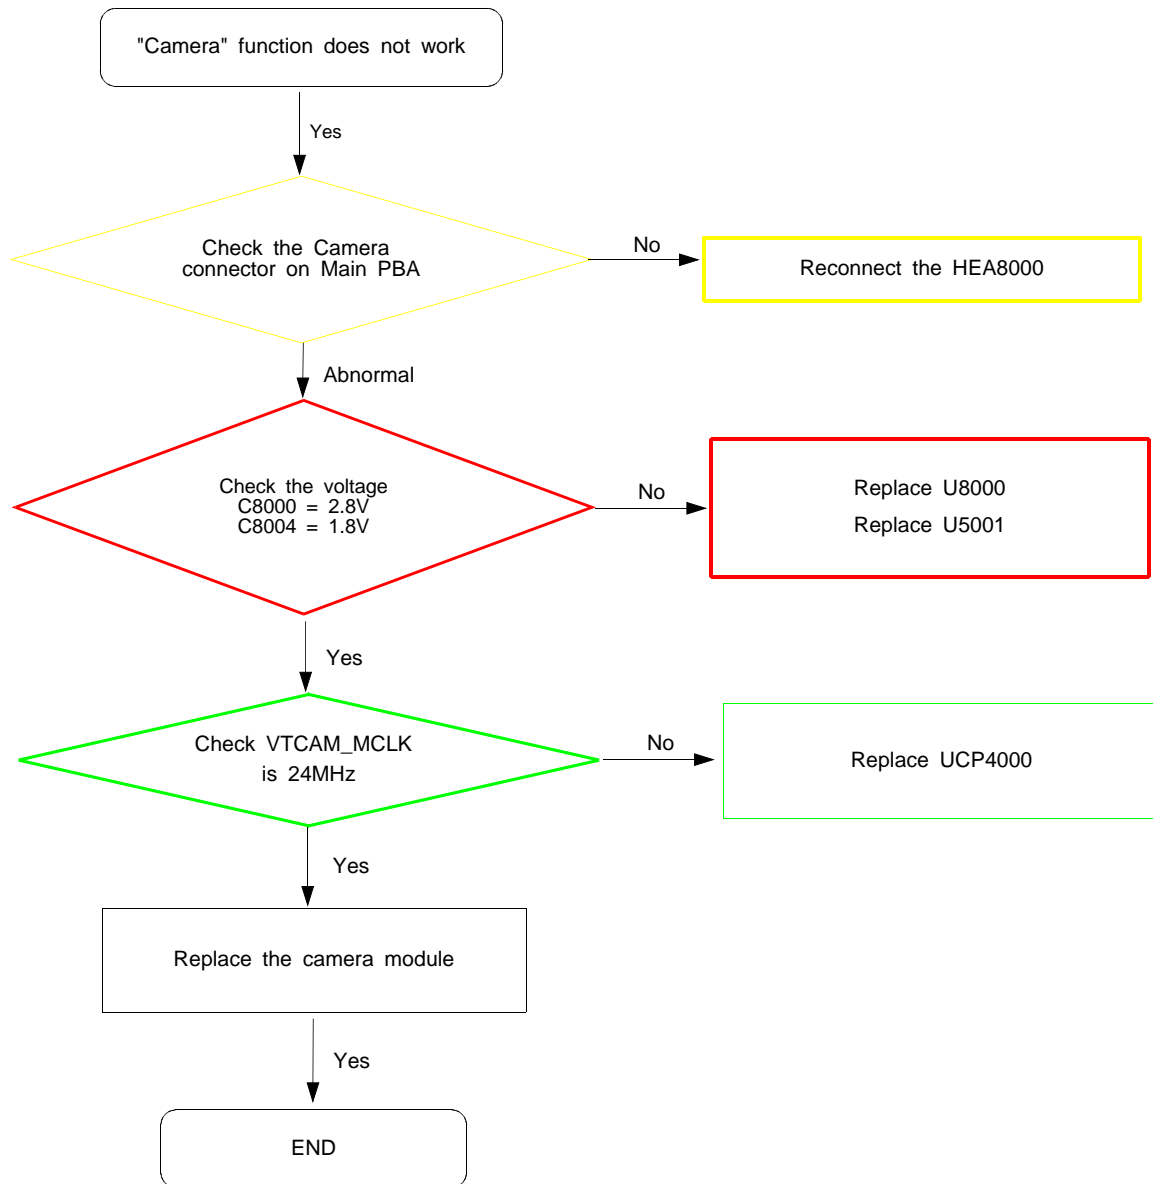 "Camera" function does not work
Yes
Check the Camera
connector on Main PBA
No
Reconnect the HEA8000
Abnormal
Check the voltage
C8000 = 2.8V
C8004 = 1.8V
No
Replace U8000
Replace U5001
Yes
Check VTCAM_MCLK
is 24MHz
No
Replace UCP4000
Yes
Replace the camera module
Yes
END